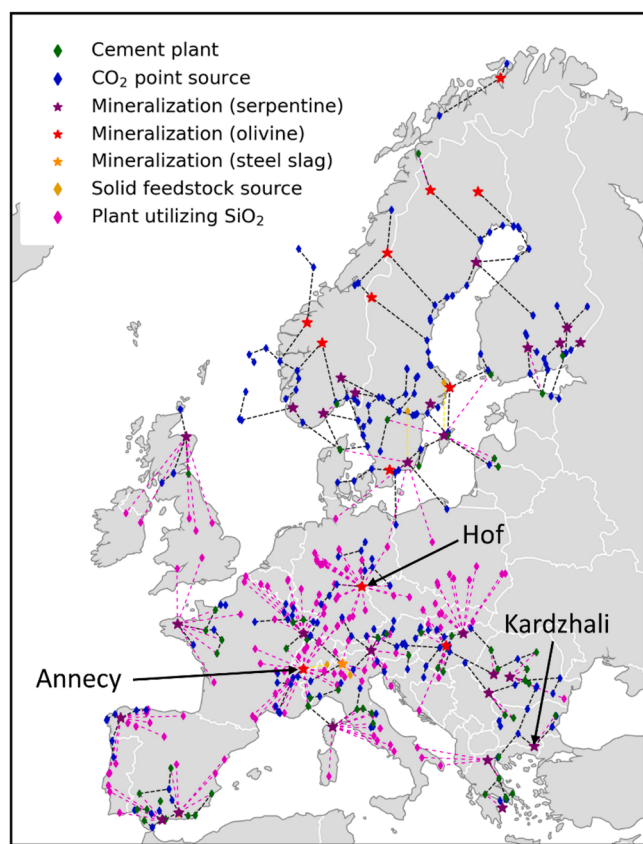 Cement plant
CO₂ point source
Mineralization (serpentine)
Mineralization (olivine)
Mineralization (steel slag)
Solid feedstock source
Plant utilizing SiO₂
Hof
Kardzhali
Annecy